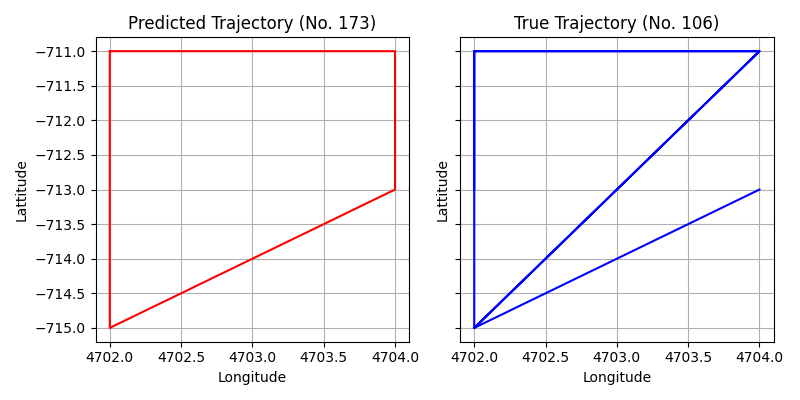 Predicted Trajectory (No. 173)
True Trajectory (No. 106)
−711.0
−711.5
−712.0
−712.5
−713.0
−713.5
−714.0
−714.5
−715.0
Lattitude
Lattitude
4702.0 4702.5 4703.0 4703.5 4704.0
4702.0 4702.5 4703.0 4703.5 4704.0
Longitude
Longitude